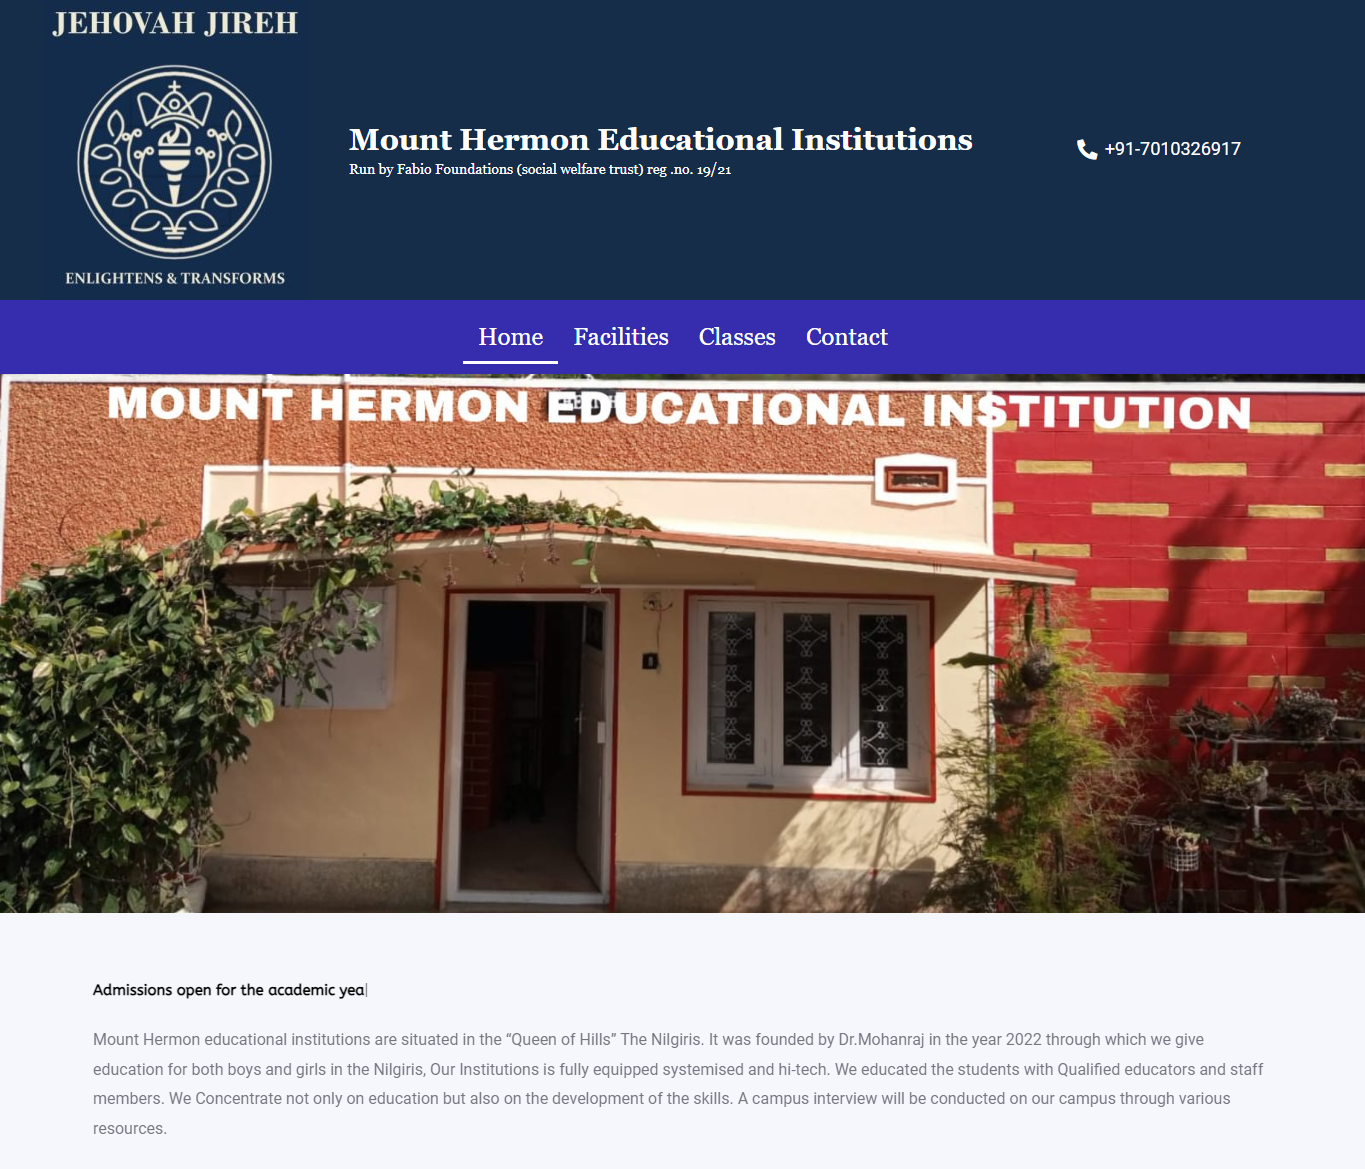 JEHOVAH JIREH
ENLIGHTENS & TRANSFORMS
Mount Hermon Educational Institutions
Run by Fabio Foundations (social welfare trust) reg .no. 19/21
+91-7010326917
Home Facilities Classes Contact
MOUNT HERMON EDUCATIONAL INSTITUTION
Admissions open for the academic yea
Mount Hermon educational institutions are situated in the “Queen of Hills” The Nilgiris. It was founded by Dr.Mohanraj in the year 2022 through which we give
education for both boys and girls in the Nilgiris, Our Institutions is fully equipped systemised and hi-tech. We educated the students with Qualified educators and staff
members. We Concentrate not only on education but also on the development of the skills. A campus interview will be conducted on our campus through various
resources.